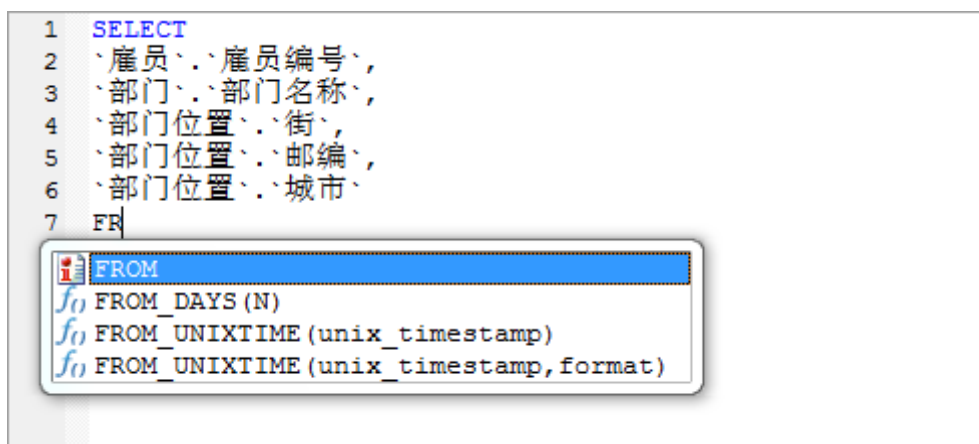 1 SELECT
2 `雇员`.`雇员编号`,
3 `部门`.`部门名称`,
4 `部门位置`.`街`,
5 `部门位置`.`邮编`,
6 `部门位置`.`城市`
7 FR
FROM
f() FROM_DAYS(N)
f() FROM_UNIXTIME(unix_timestamp)
f() FROM_UNIXTIME(unix_timestamp,format)